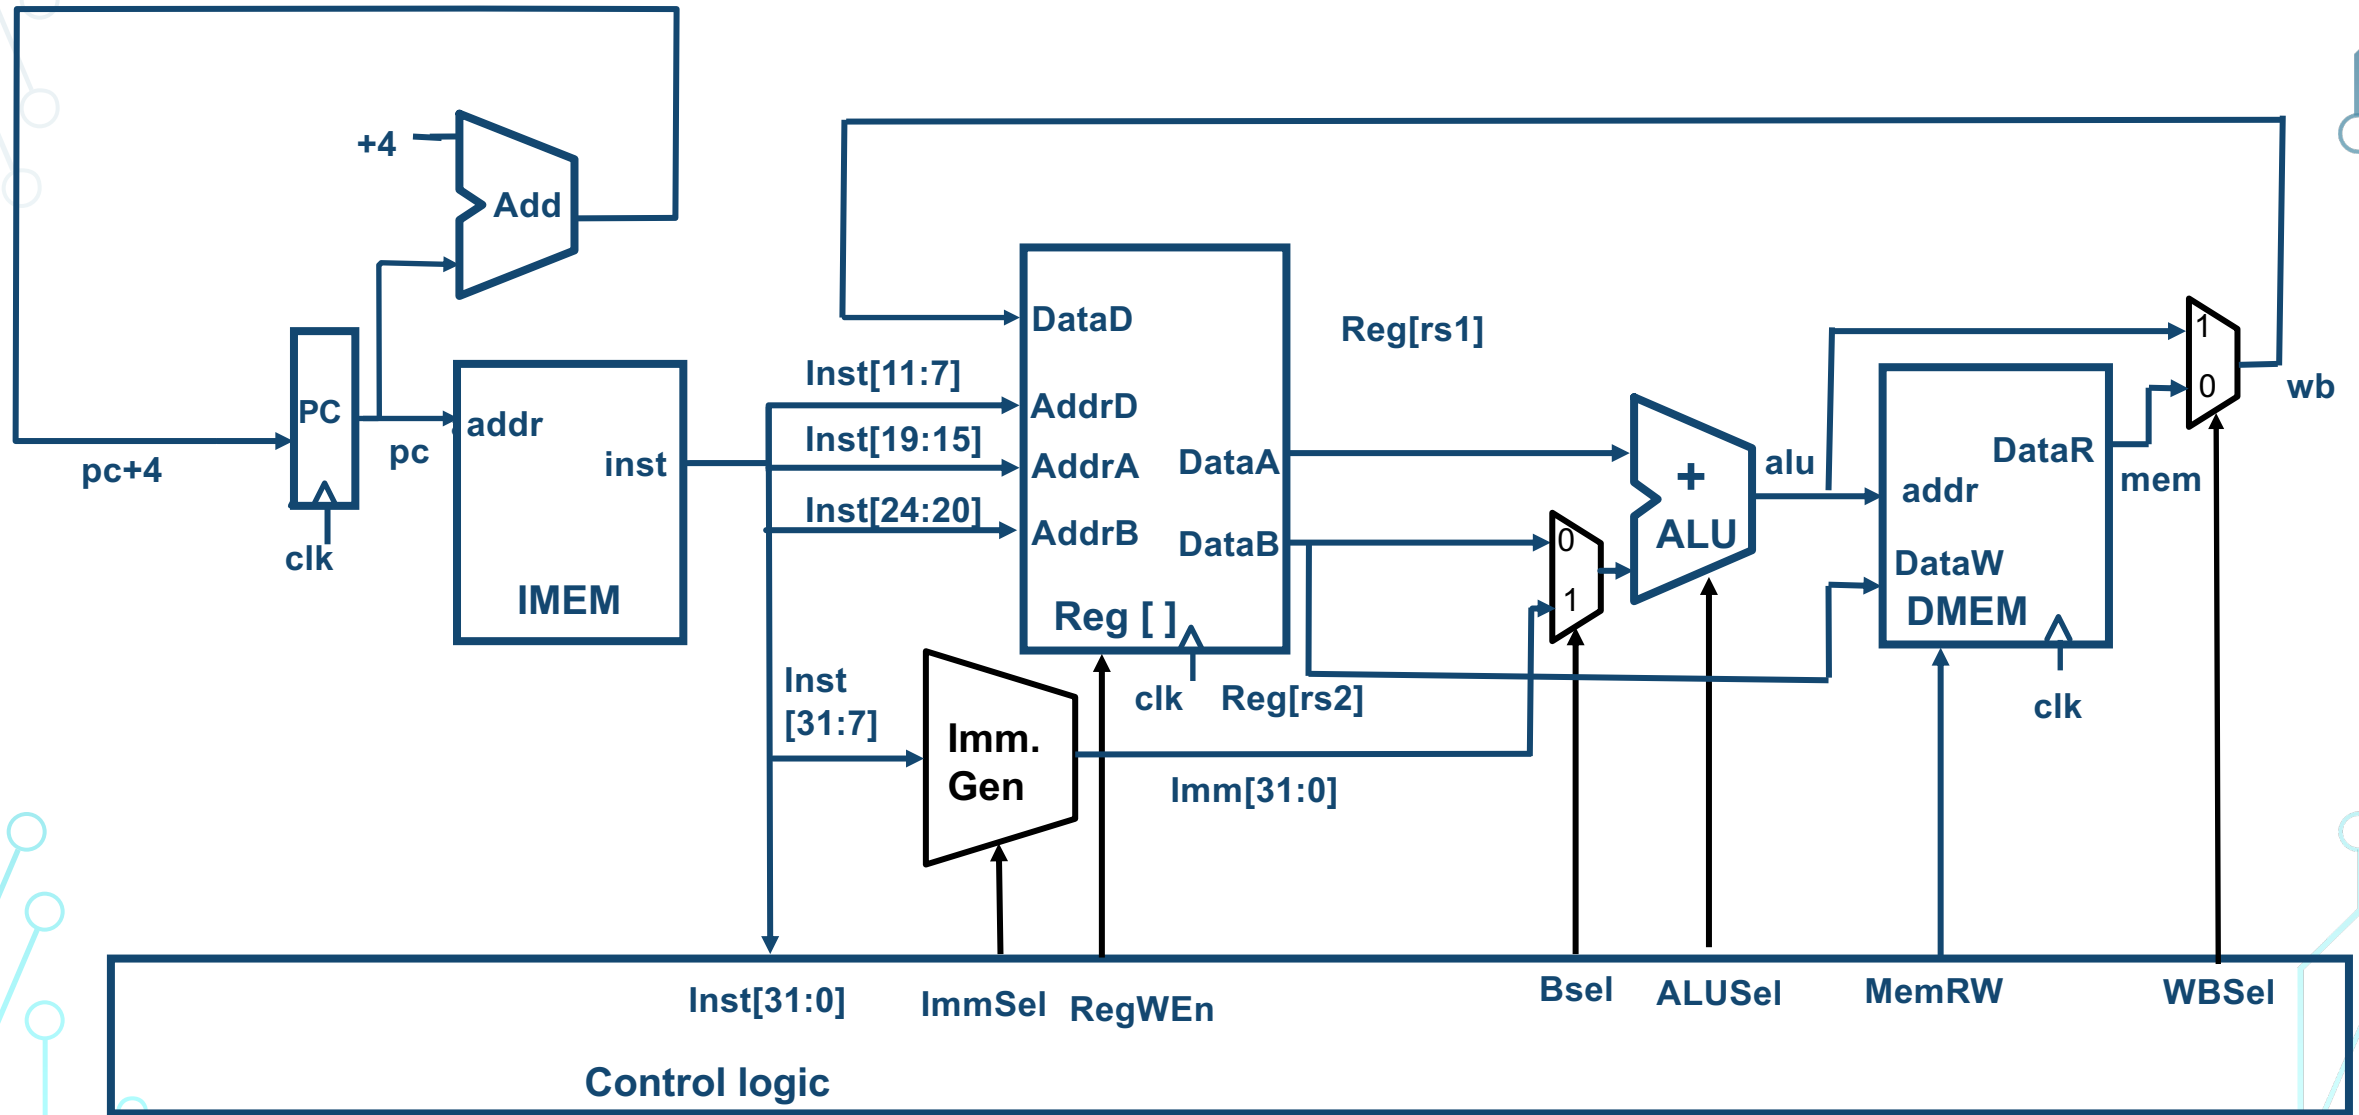 +4
Add
DataD
Reg[rs1]
1
0
wb
Inst[11:7]
PC
addr
AddrD
pc
inst
Inst[19:15]
AddrA
DataA
+
alu
DataR
mem
pc+4
addr
Inst[24:20]
AddrB
DataB
0
ALU
DataW
clk
IMEM
Reg [ ]
1
DMEM
Inst
[31:7]
clk
Reg[rs2]
clk
Imm.
Gen
Imm[31:0]
Inst[31:0]
ImmSel
RegWEn
Bsel
ALUSel
MemRW
WBSel
Control logic